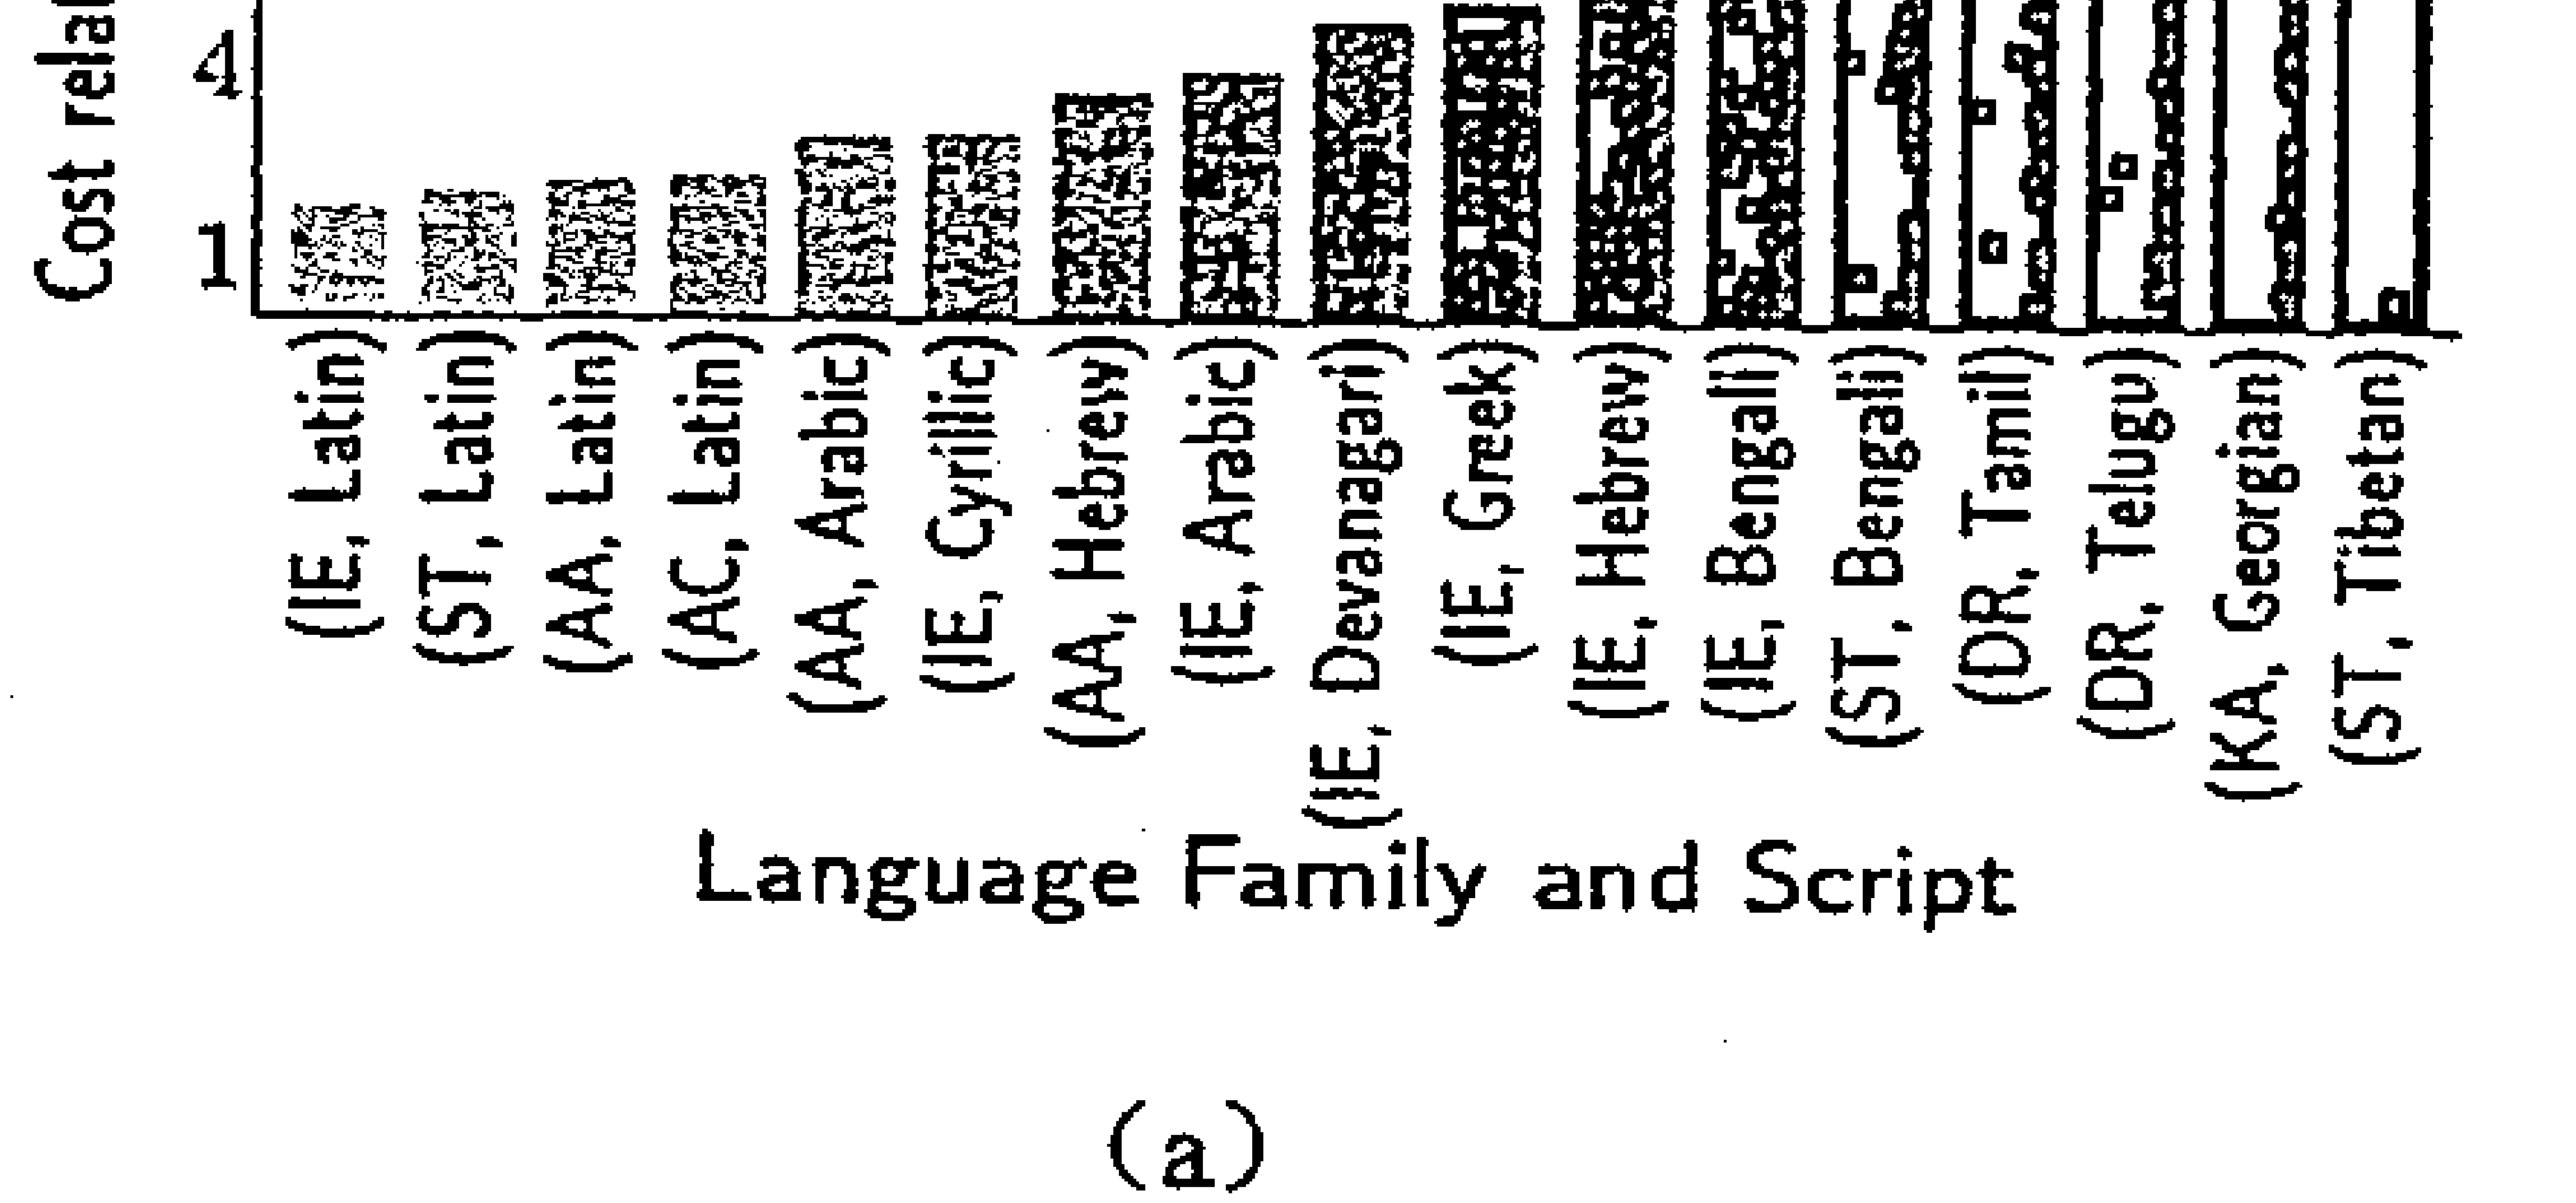 Cost rela
4
1
(IE, Latin)
(ST, Latin)
(AA, Latin)
(AC, Latin)
(AA, Arabic)
(IE, Cyrillic)
(AA, Hebrew)
(IE, Arabic)
(IE, Devanagari)
(IE, Greek)
(IE, Hebrew)
(IE, Bengali)
(ST, Bengali)
(DR, Tamil)
(DR, Telugu)
(KA, Georgian)
(ST, Tibetan)
Language Family and Script
(a)